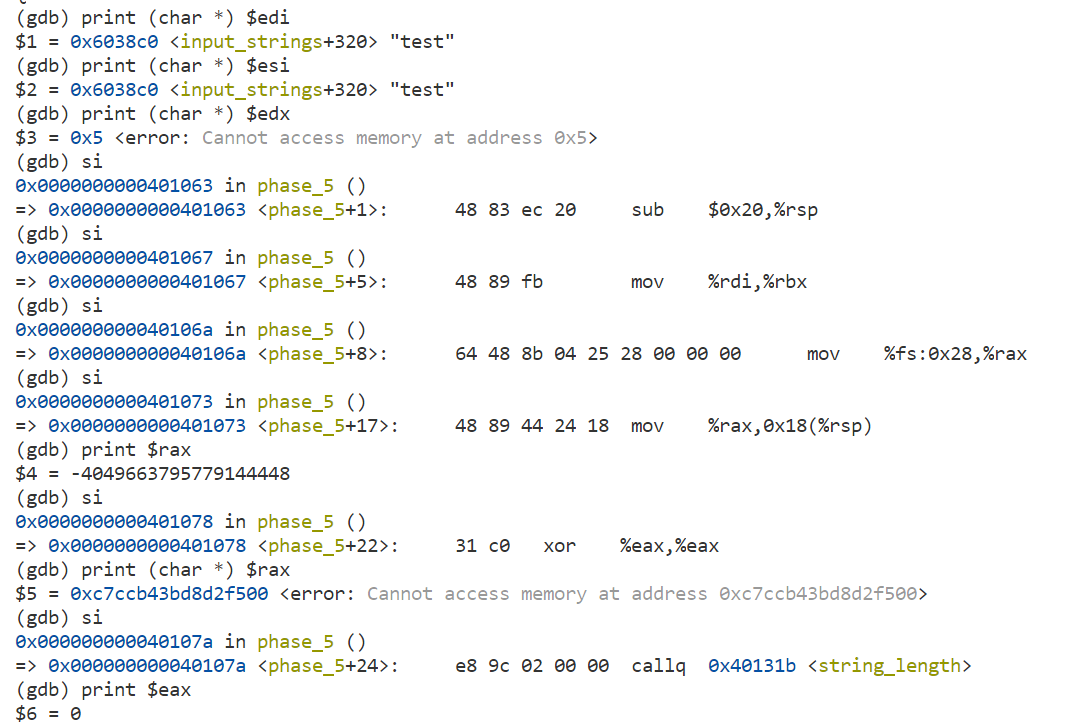 (gdb) print (char *) $edi
$1 = 0x6038c0 <input_strings+320> "test"
(gdb) print (char *) $esi
$2 = 0x6038c0 <input_strings+320> "test"
(gdb) print (char *) $edx
$3 = 0x5 <error: Cannot access memory at address 0x5>
(gdb) si
0x0000000000401063 in phase_5 ()
=> 0x0000000000401063 <phase_5+1>:	48 83 ec 20	sub    $0x20,%rsp
(gdb) si
0x0000000000401067 in phase_5 ()
=> 0x0000000000401067 <phase_5+5>:	48 89 fb	mov    %rdi,%rbx
(gdb) si
0x000000000040106a in phase_5 ()
=> 0x000000000040106a <phase_5+8>:	64 48 8b 04 25 28 00 00 00	mov    %fs:0x28,%rax
(gdb) si
0x0000000000401073 in phase_5 ()
=> 0x0000000000401073 <phase_5+17>:	48 89 44 24 18	mov    %rax,0x18(%rsp)
(gdb) print $rax
$4 = -4049663795779144448
(gdb) si
0x0000000000401078 in phase_5 ()
=> 0x0000000000401078 <phase_5+22>:	31 c0	xor    %eax,%eax
(gdb) print (char *) $rax
$5 = 0xc7ccb43bd8d2f500 <error: Cannot access memory at address 0xc7ccb43bd8d2f500>
(gdb) si
0x000000000040107a in phase_5 ()
=> 0x000000000040107a <phase_5+24>:	e8 9c 02 00 00	callq  0x40131b <string_length>
(gdb) print $eax
$6 = 0